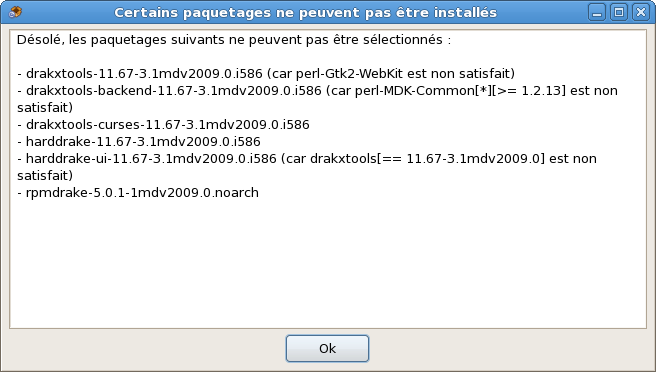 Certains paquetages ne peuvent pas être installés
Désolé, les paquetages suivants ne peuvent pas être sélectionnés :
- drakxtools-11.67-3.1mdv2009.0.i586 (car perl-Gtk2-WebKit est non satisfait)
- drakxtools-backend-11.67-3.1mdv2009.0.i586 (car perl-MDK-Common[*][>= 1.2.13] est non
satisfait)
- drakxtools-curses-11.67-3.1mdv2009.0.i586
- harddrake-11.67-3.1mdv2009.0.i586
- harddrake-ui-11.67-3.1mdv2009.0.i586 (car drakxtools[== 11.67-3.1mdv2009.0] est non
satisfait)
- rpmdrake-5.0.1-1mdv2009.0.noarch
Ok